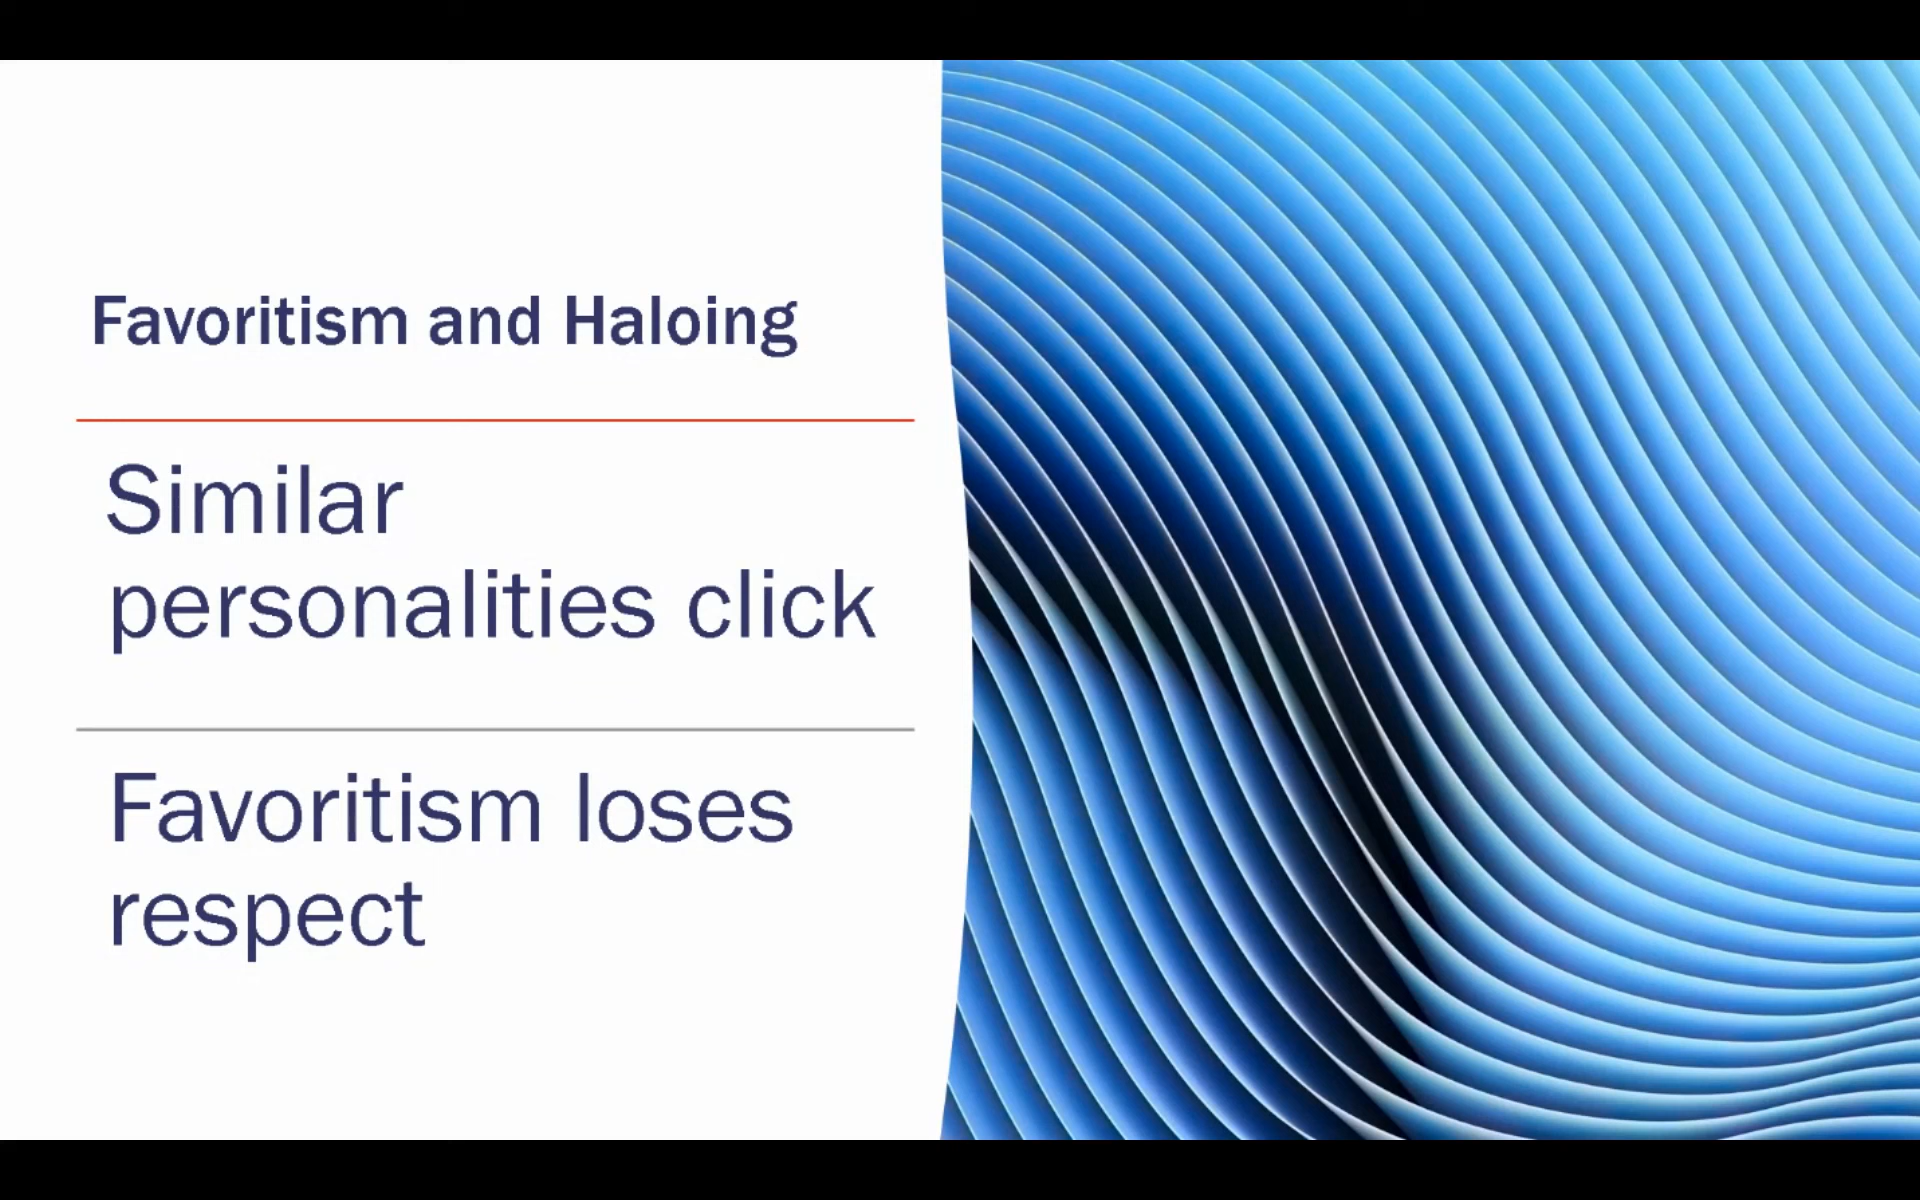 Favoritism and Haloing
Similar
personalities click
Favoritism loses
respect